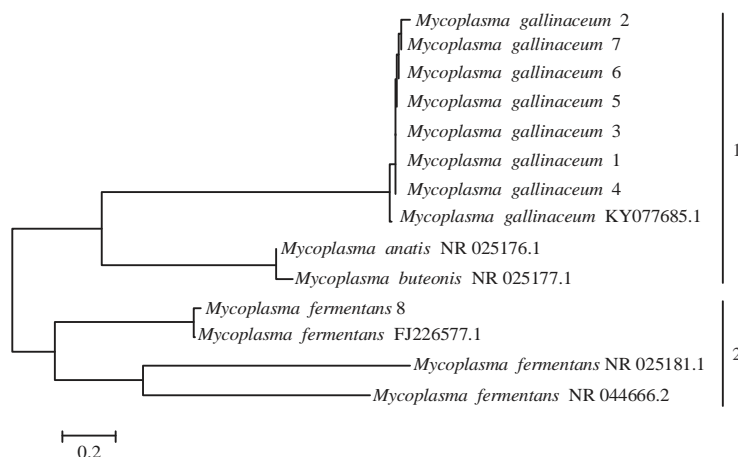 Mycoplasma gallinaceum 2
Mycoplasma gallinaceum 7
Mycoplasma gallinaceum 6
Mycoplasma gallinaceum 5
Mycoplasma gallinaceum 3
Mycoplasma gallinaceum 1
Mycoplasma gallinaceum 4
Mycoplasma gallinaceum KY077685.1
Mycoplasma anatis NR 025176.1
Mycoplasma buteonis NR 025177.1
1
Mycoplasma fermentans 8
Mycoplasma fermentans FJ226577.1
Mycoplasma fermentans NR 025181.1
Mycoplasma fermentans NR 044666.2
2
0.2